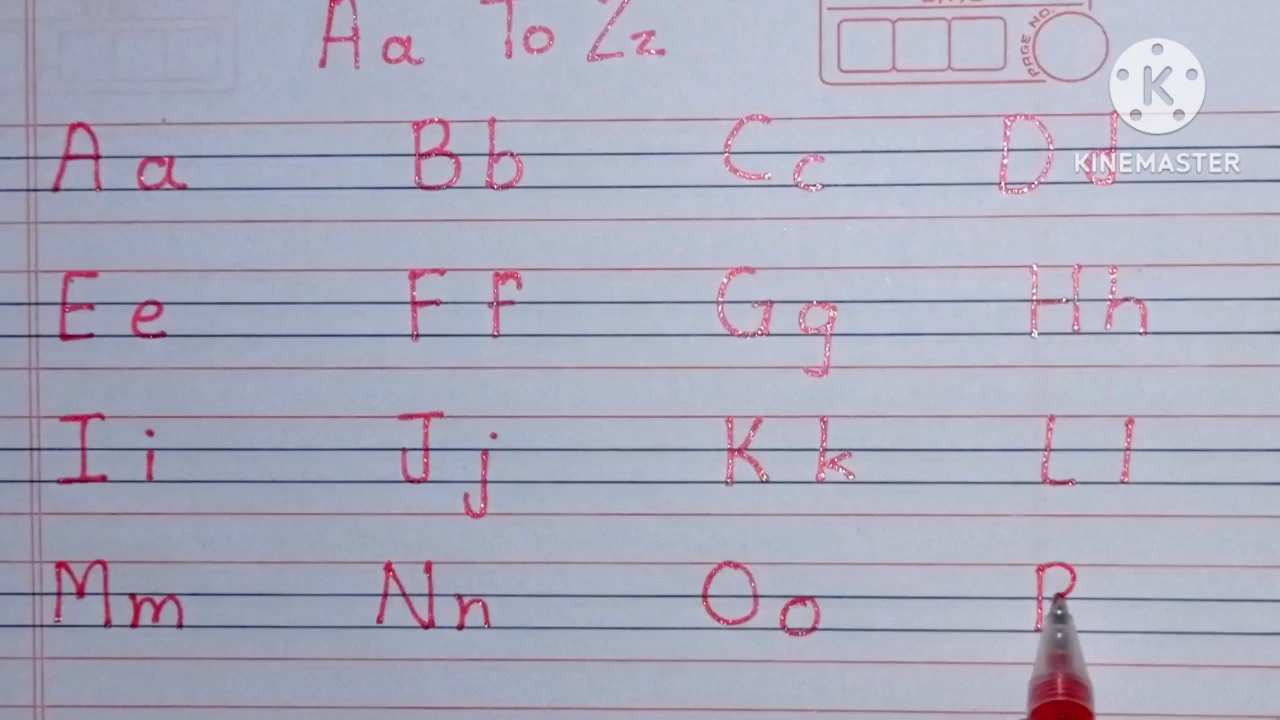 Aa To Zz
PAGE NO.
K
KINEMASTER
Aa Bb Cc Dd
Ee Ff Gg Hh
Ii Jj Kk Ll
Mm Nn Oo P